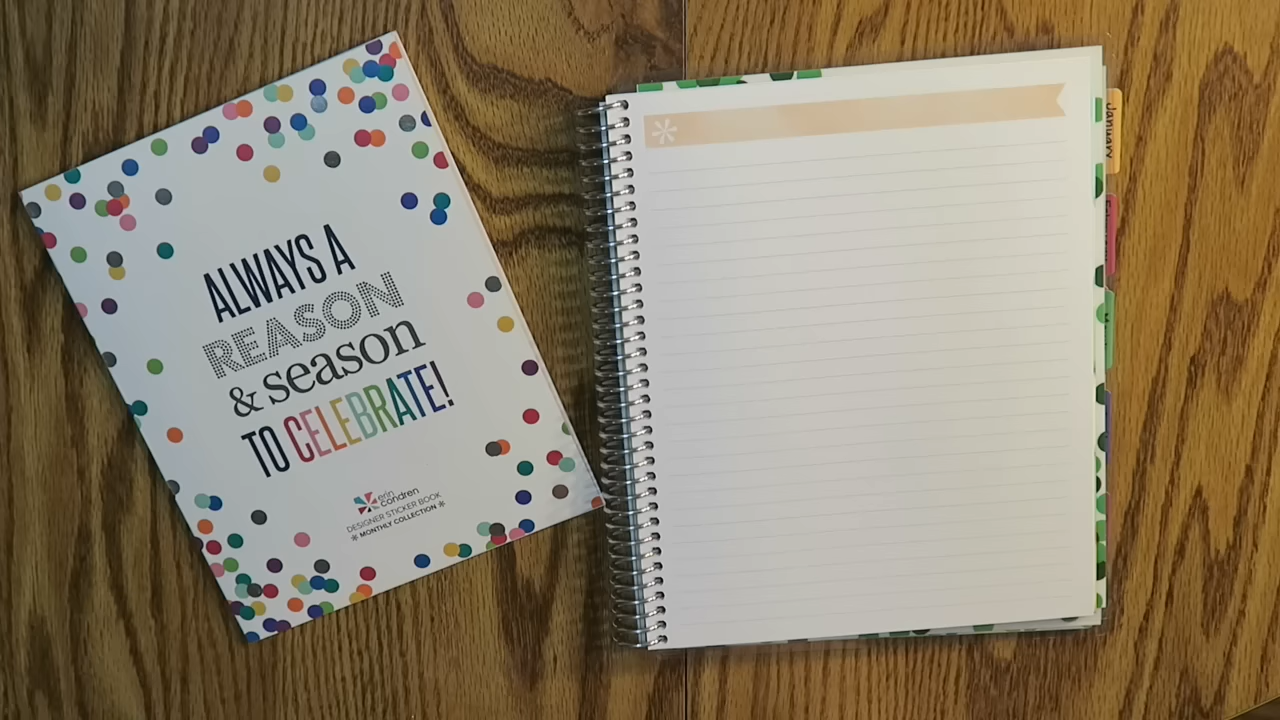 ALWAYS A
REASON
& season
TO CELEBRATE!
erin
condren
DESIGNER STICKER BOOK
* MONTHLY COLLECTION *
January